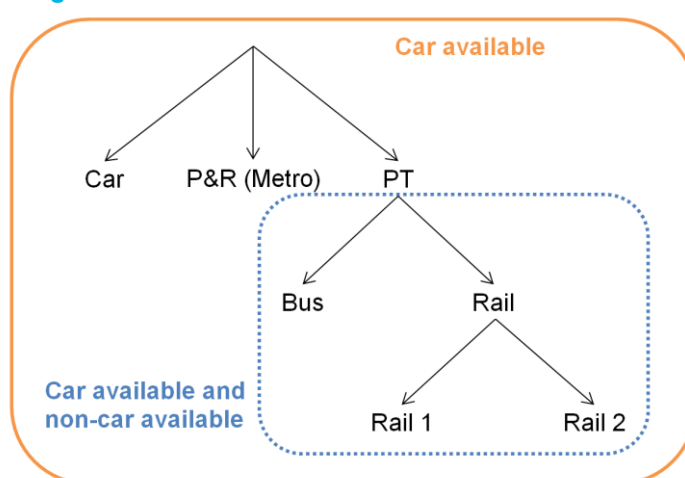 Car available
Car
P&R (Metro)
PT
Bus
Rail
Car available and
non-car available
Rail 1
Rail 2